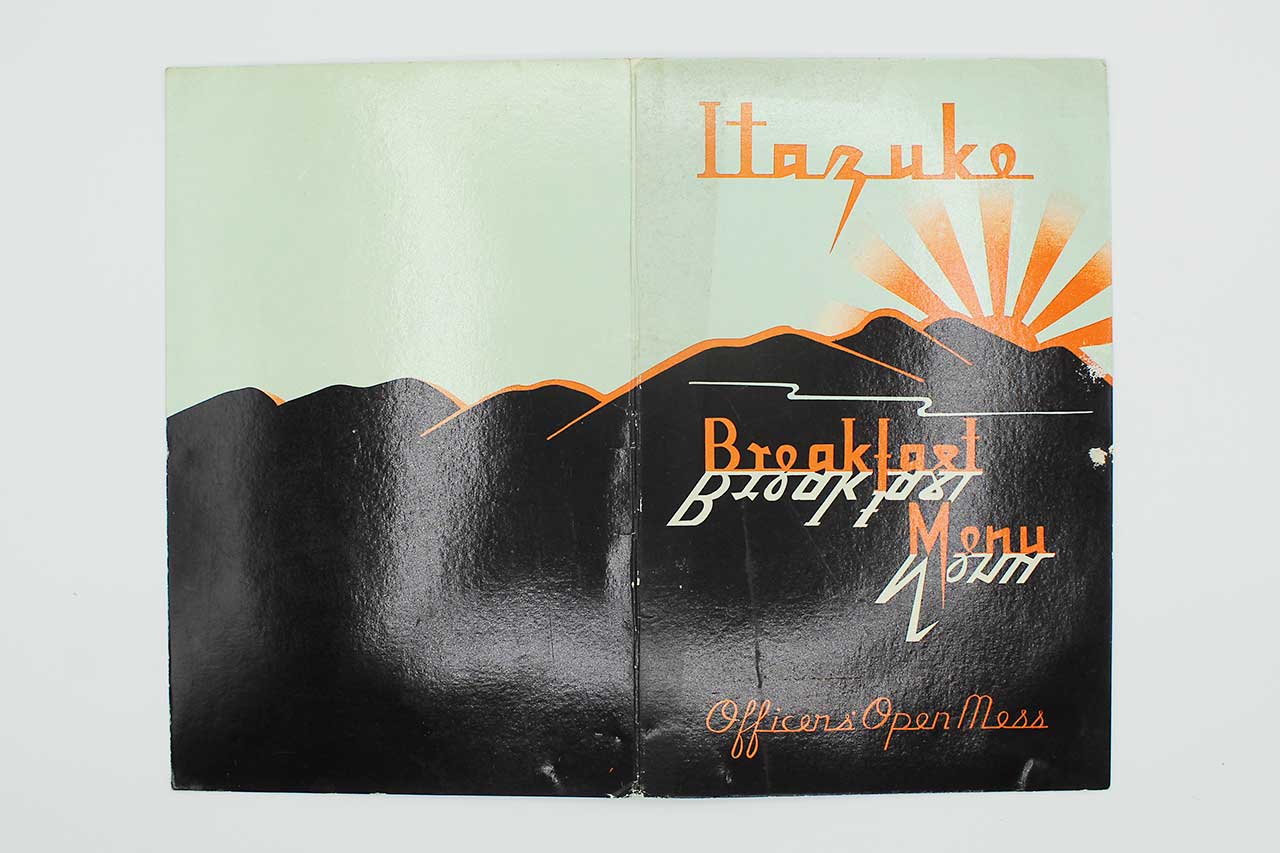 Itazuke
Breakfast
Menu
Officers' Open Mess